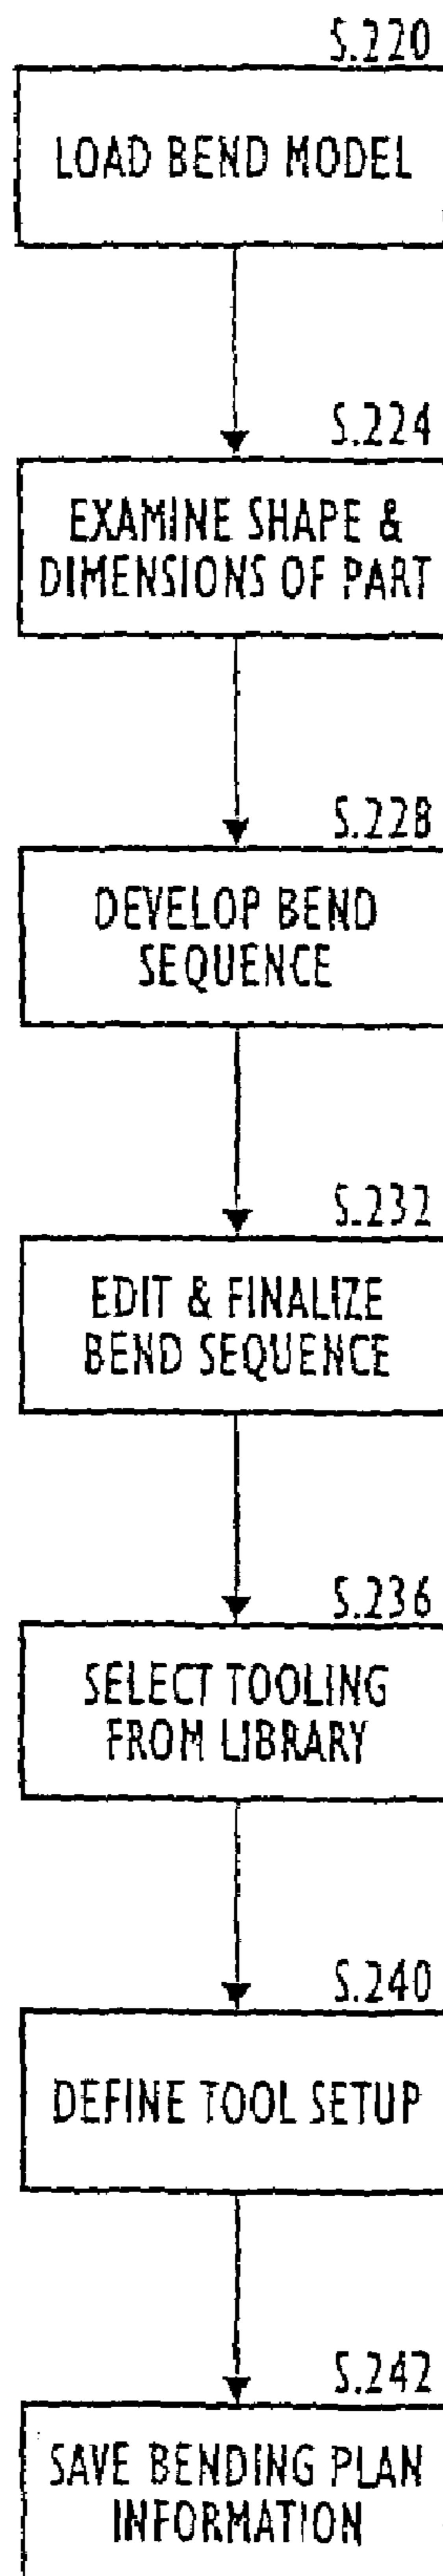 S.220
LOAD BEND MODEL
S.224
EXAMINE SHAPE &
DIMENSIONS OF PART
S.228
DEVELOP BEND
SEQUENCE
S.232
EDIT & FINALIZE
BEND SEQUENCE
S.236
SELECT TOOLING
FROM LIBRARY
S.240
DEFINE TOOL SETUP
S.242
SAVE BENDING PLAN
INFORMATION